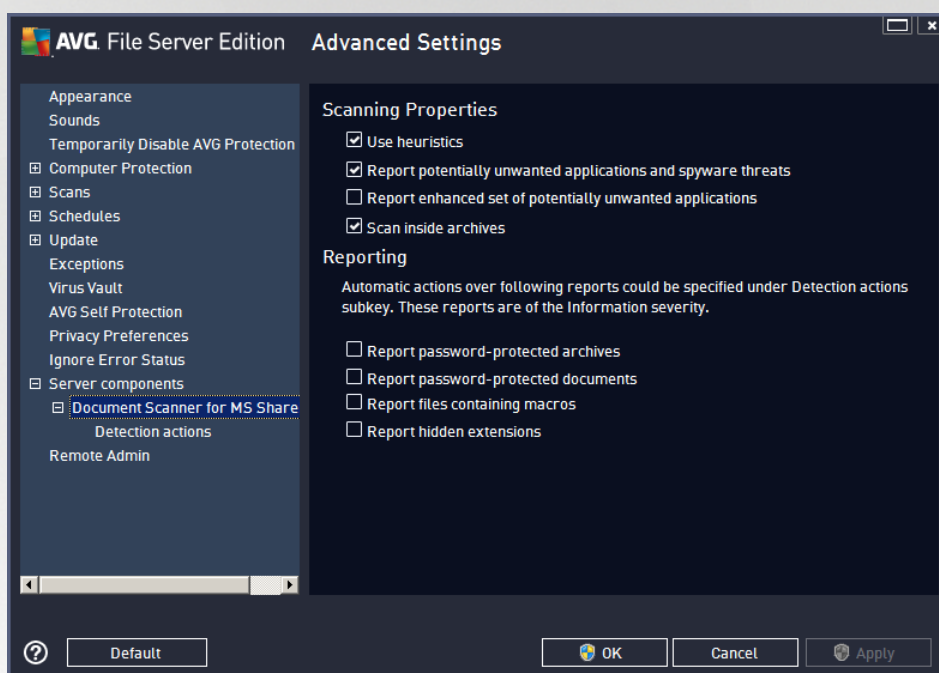 AVG. File Server Edition Advanced Settings
Appearance
Sounds
Temporarily Disable AVG Protection
Computer Protection
Scans
Schedules
Update
Exceptions
Virus Vault
AVG Self Protection
Privacy Preferences
Ignore Error Status
Server components
Document Scanner for MS Share
Detection actions
Remote Admin
Scanning Properties
Use heuristics
Report potentially unwanted applications and spyware threats
Report enhanced set of potentially unwanted applications
Scan inside archives
Reporting
Automatic actions over following reports could be specified under Detection actions
subkey. These reports are of the Information severity.
Report password-protected archives
Report password-protected documents
Report files containing macros
Report hidden extensions
Default
OK
Cancel
Apply